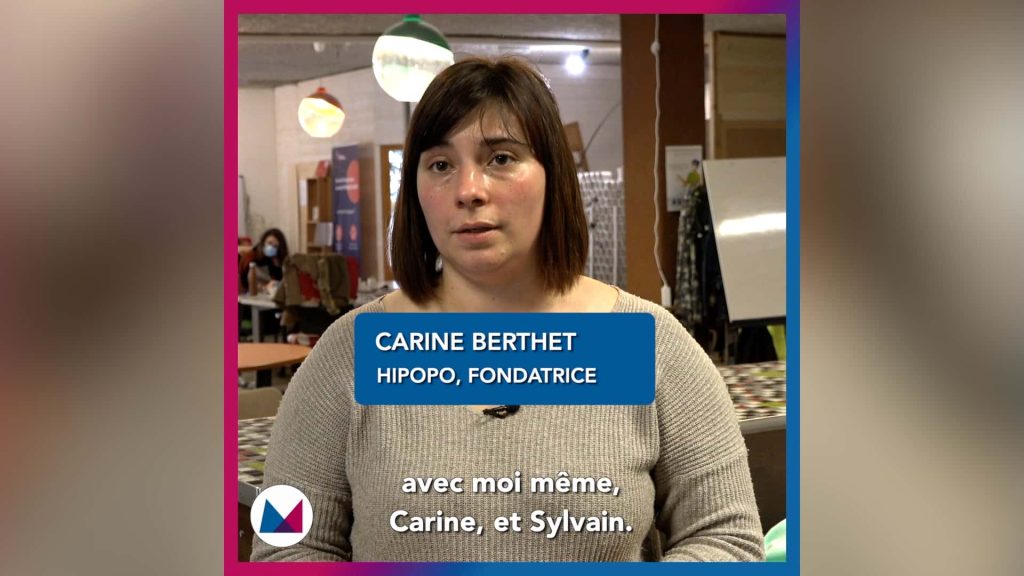 CARINE BERTHET
HIPOPO, FONDATRICE
avec moi même,
Carine, et Sylvain.